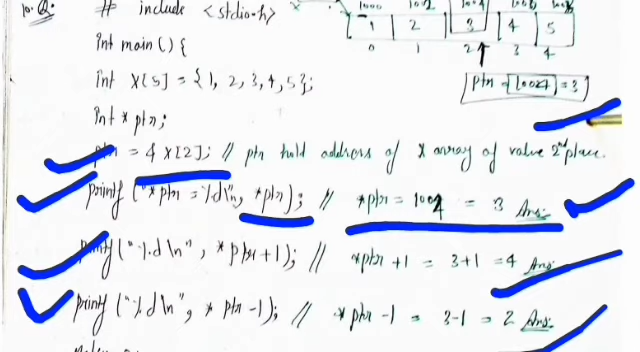 10. Q. # include <stdio.h>
1000 1002 1004 1006
1 2 3 4 5
int main () {
0 1 2 3 4
int X[5] = {1, 2, 3, 4, 5};
ptr = 1004 = 3
int * ptr;
ptr = & X[2]; // ptr hold address of X array of value 2nd place.
printf ("*ptr = %d\n", *ptr); // *ptr = 1004 = 3 Ans:
printf ("%d\n", *ptr+1); // *ptr +1 = 3+1 = 4 Ans
printf ("%d\n", * ptr-1); // *ptr-1 = 3-1 = 2 Ans: